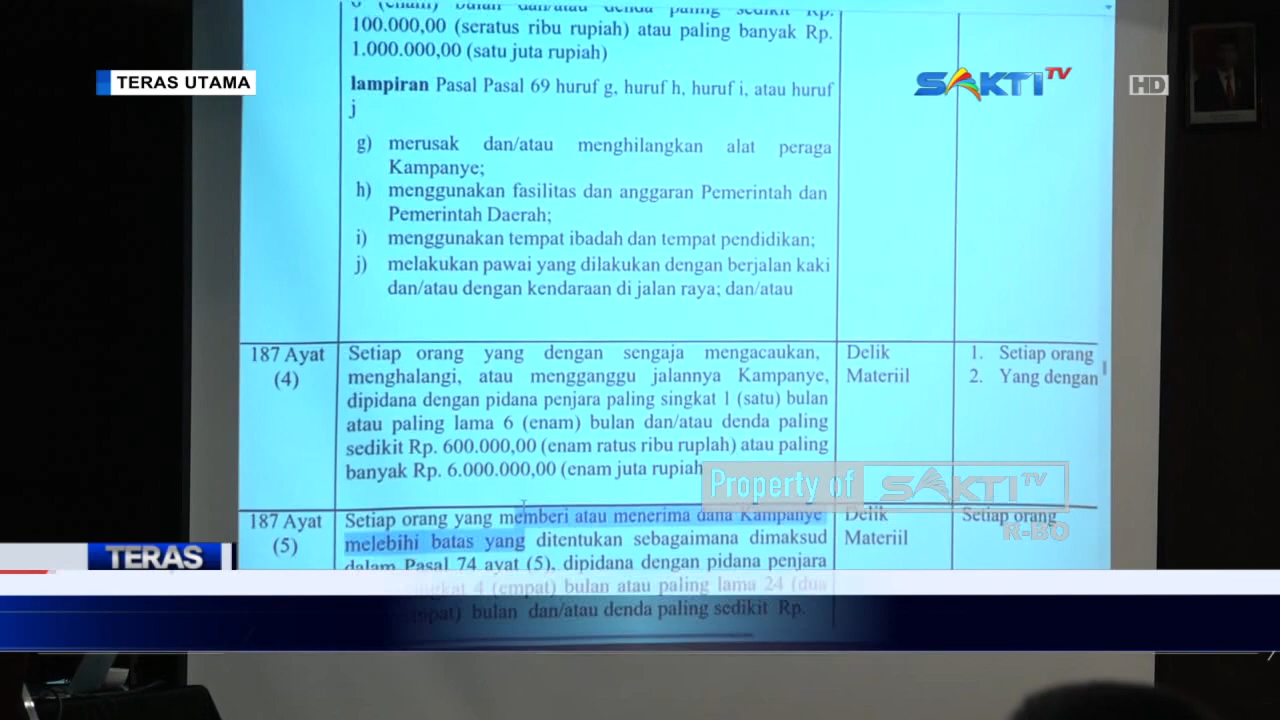 6 (enam) bulan dan/atau denda paling sedikit Rp.
100.000,00 (seratus ribu rupiah) atau paling banyak Rp.
1.000.000,00 (satu juta rupiah)
TERAS UTAMA
SAKTI TV
HD
lampiran Pasal Pasal 69 huruf g, huruf h, huruf i, atau huruf
j
g) merusak dan/atau menghilangkan alat peraga
Kampanye;
h) menggunakan fasilitas dan anggaran Pemerintah dan
Pemerintah Daerah;
i) menggunakan tempat ibadah dan tempat pendidikan;
j) melakukan pawai yang dilakukan dengan berjalan kaki
dan/atau dengan kendaraan di jalan raya; dan/atau
187 Ayat
(4)
Setiap orang yang dengan sengaja mengacaukan,
menghalangi, atau mengganggu jalannya Kampanye,
dipidana dengan pidana penjara paling singkat 1 (satu) bulan
atau paling lama 6 (enam) bulan dan/atau denda paling
sedikit Rp. 600.000,00 (enam ratus ribu ruplah) atau paling
banyak Rp. 6.000.000,00 (enam juta rupiah
Delik
Materiil
1. Setiap orang
2. Yang dengan
Property of SAKTI TV
R-BO
187 Ayat
(5)
Setiap orang yang memberi atau menerima dana Kampanye
melebihi batas yang ditentukan sebagaimana dimaksud
dalam Pasal 74 ayat (5), dipidana dengan pidana penjara
4 (empat) bulan atau paling lama 24 (dua
bulan dan/atau denda paling sedikit Rp.
Delik
Materiil
Setiap orang
TERAS